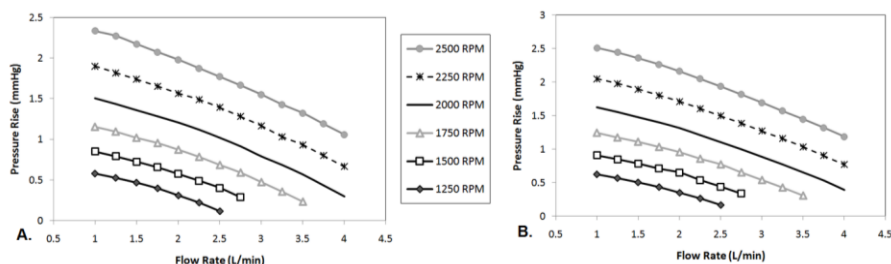 2.5
2
1.5
1
0.5
0
Pressure Rise (mmHg)
0.5 1 1.5 2 2.5 3 3.5 4 4.5
Flow Rate (L/min)
A.
2500 RPM
2250 RPM
2000 RPM
1750 RPM
1500 RPM
1250 RPM
3
2.5
2
1.5
1
0.5
0
Pressure Rise (mmHg)
0.5 1 1.5 2 2.5 3 3.5 4 4.5
Flow Rate (L/min)
B.